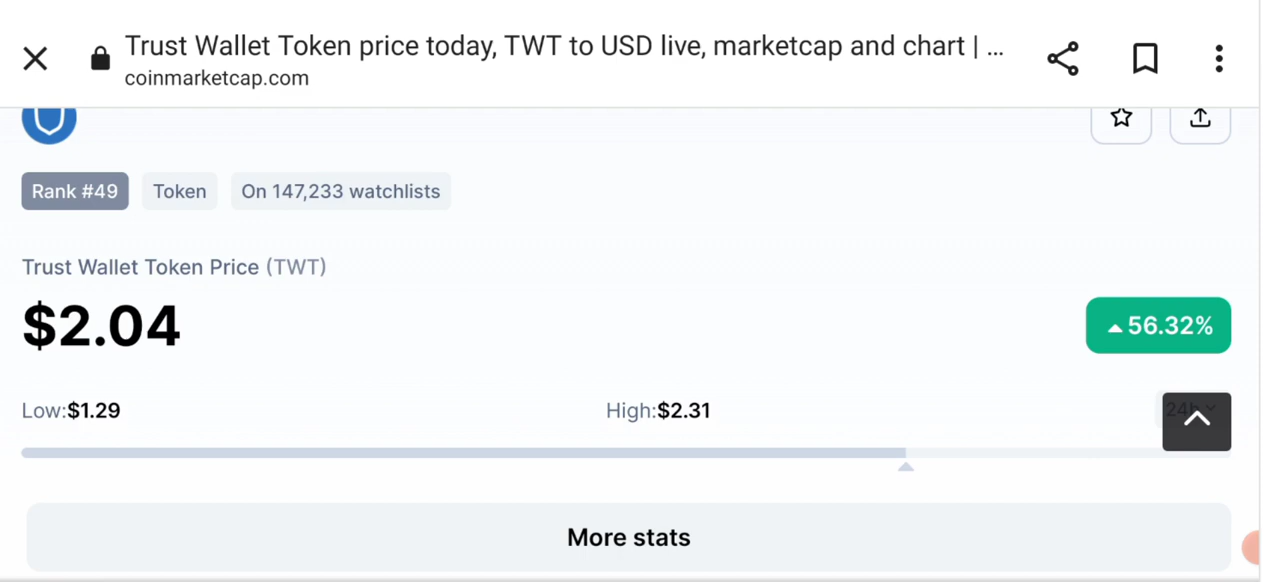 Trust Wallet Token price today, TWT to USD live, marketcap and chart | ...
coinmarketcap.com
Rank #49 Token On 147,233 watchlists
Trust Wallet Token Price (TWT)
$2.04 56.32%
Low:$1.29 High:$2.31 24h
More stats